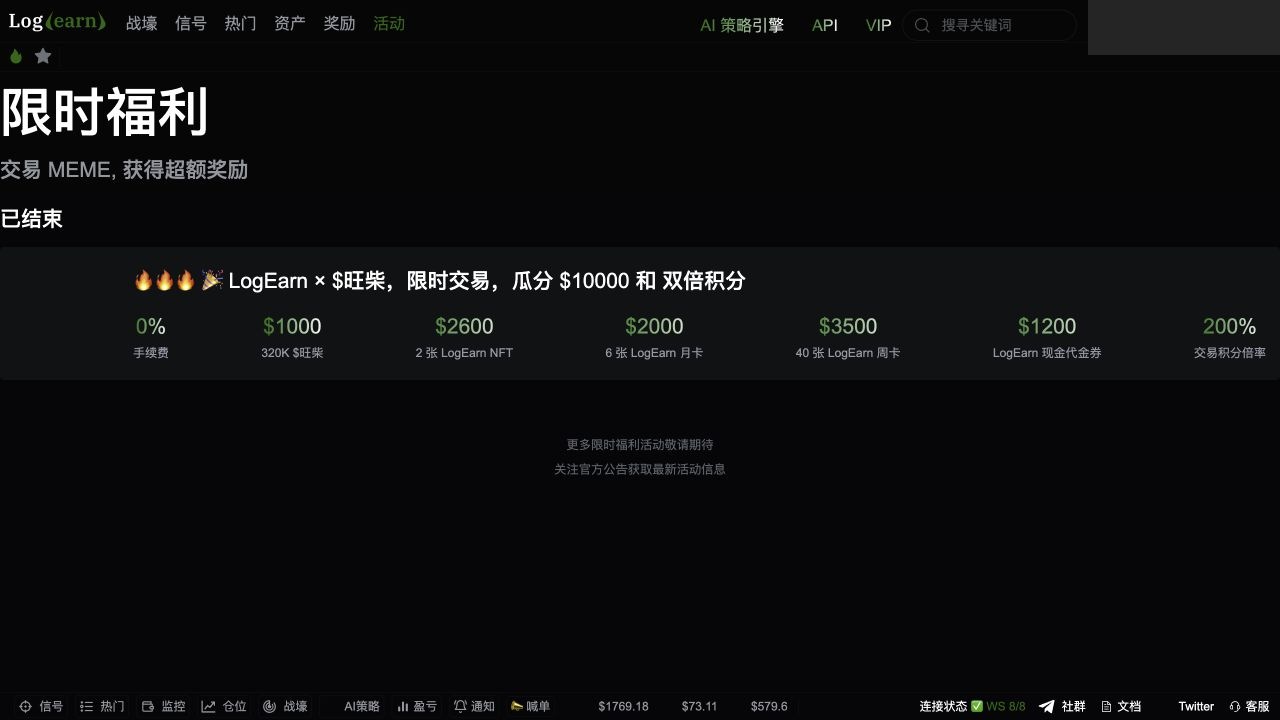 Log(earn) 战壕 信号 热门 资产 奖励 活动 AI 策略引擎 API VIP 搜寻关键词
限时福利
交易 MEME, 获得超额奖励
已结束
🔥🔥🔥 🎉 LogEarn × $旺柴，限时交易，瓜分 $10000 和 双倍积分
0% $1000 $2600 $2000 $3500 $1200 200%
手续费 320K $旺柴 2 张 LogEarn NFT 6 张 LogEarn 月卡 40 张 LogEarn 周卡 LogEarn 现金代金券 交易积分倍率
更多限时福利活动敬请期待
关注官方公告获取最新活动信息
信号 热门 监控 仓位 战壕 AI策略 盈亏 通知 喊单 $1769.18 $73.11 $579.6 连接状态 ✅ WS 8/8 社群 文档 Twitter 客服